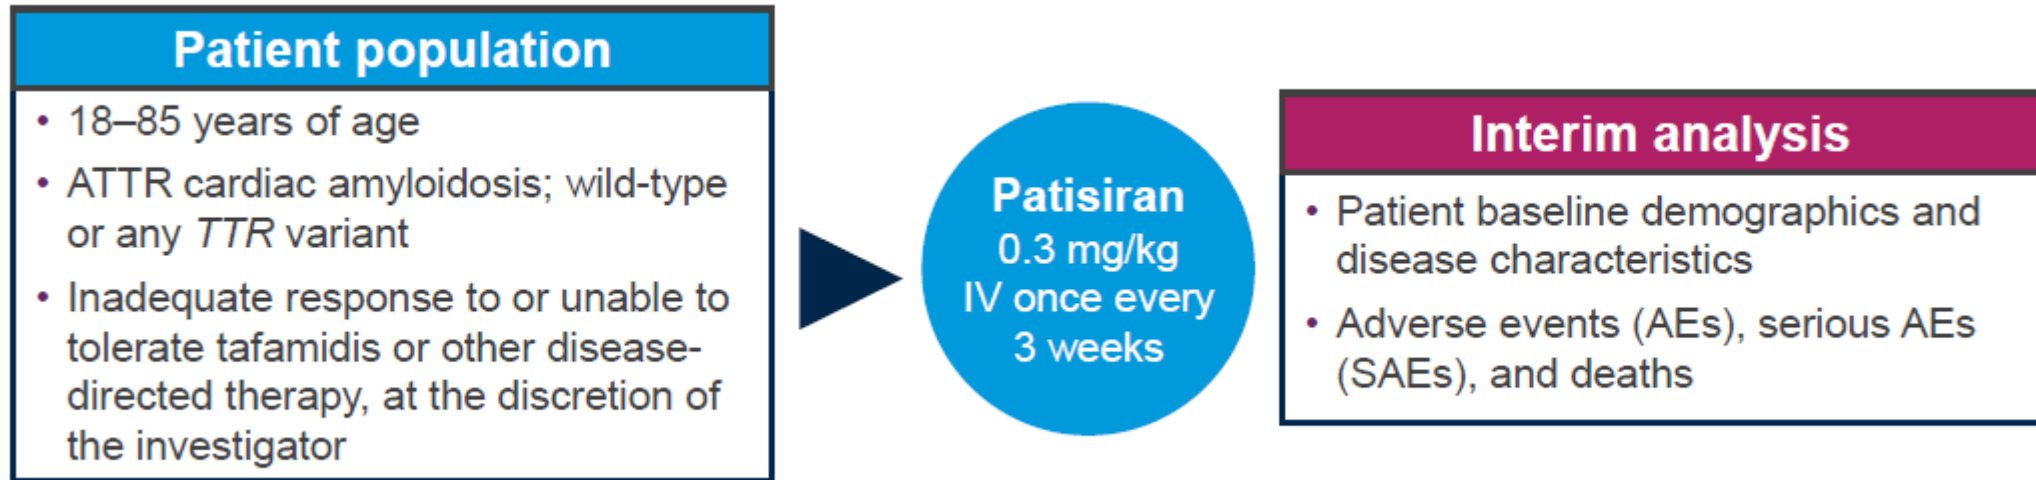 Patient population
• 18–85 years of age
• ATTR cardiac amyloidosis; wild-type
or any TTR variant
• Inadequate response to or unable to
tolerate tafamidis or other disease-
directed therapy, at the discretion of
the investigator
Patisiran
0.3 mg/kg
IV once every
3 weeks
Interim analysis
• Patient baseline demographics and
disease characteristics
• Adverse events (AEs), serious AEs
(SAEs), and deaths